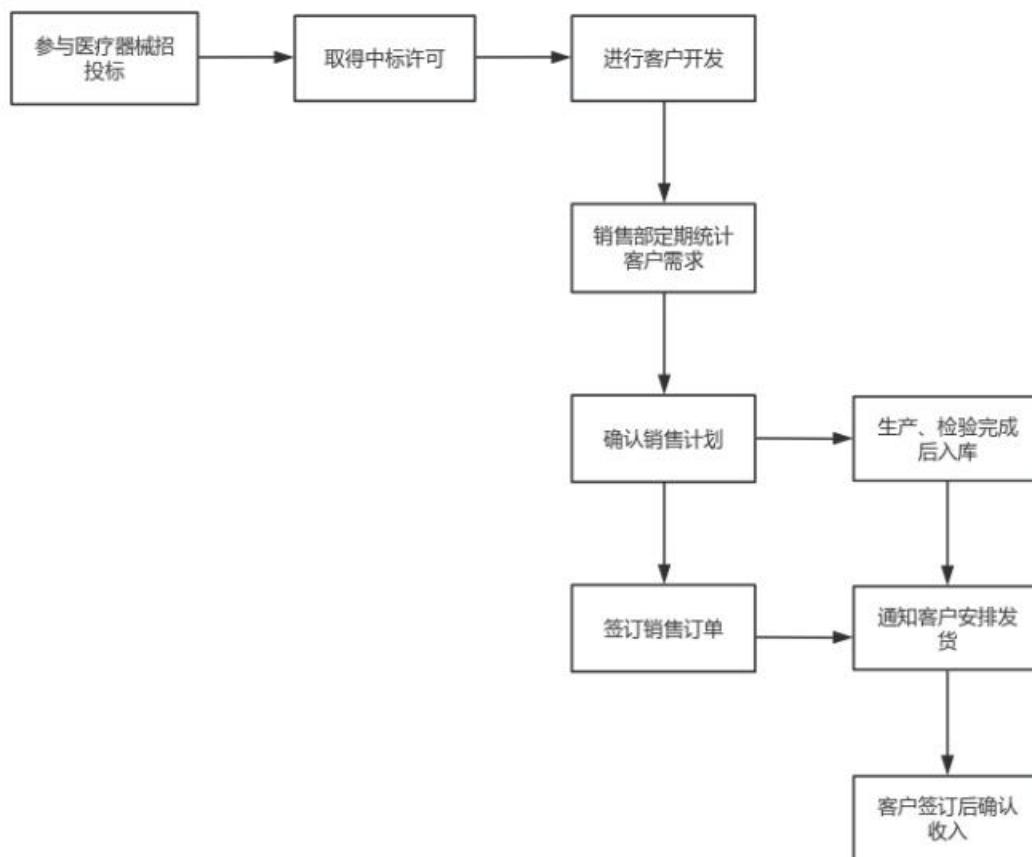 参与医疗器械招
投标
取得中标许可
进行客户开发
销售部定期统计
客户需求
确认销售计划
生产、检验完成
后入库
签订销售订单
通知客户安排发
货
客户签订后确认
收入